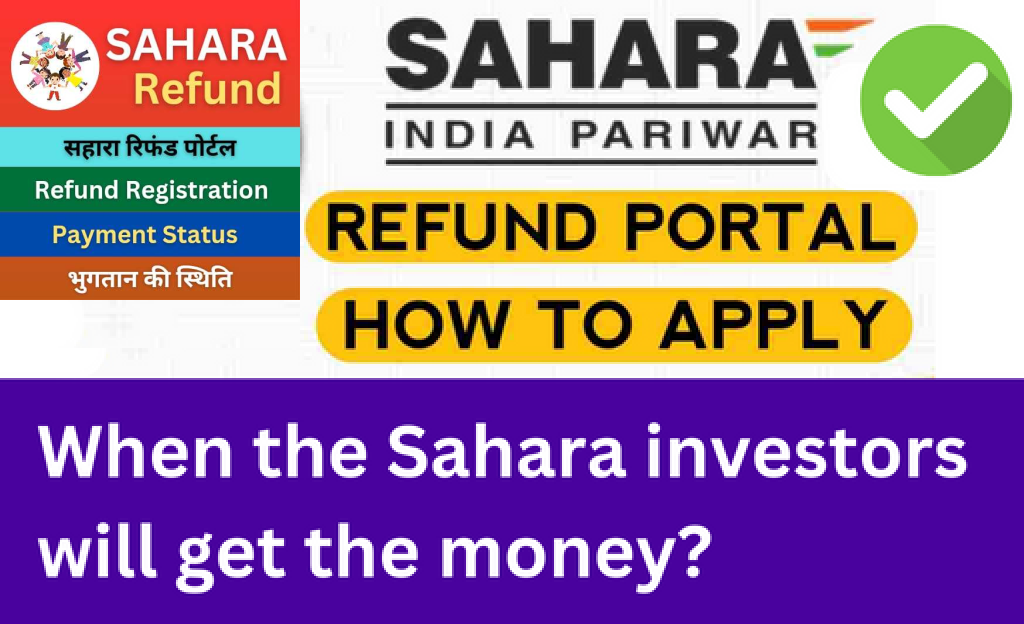 SAHARA
Refund
सहारा रिफंड पोर्टल
Refund Registration
Payment Status
भुगतान की स्थिति
SAHARA
INDIA PARIWAR
REFUND PORTAL
HOW TO APPLY
When the Sahara investors
will get the money?